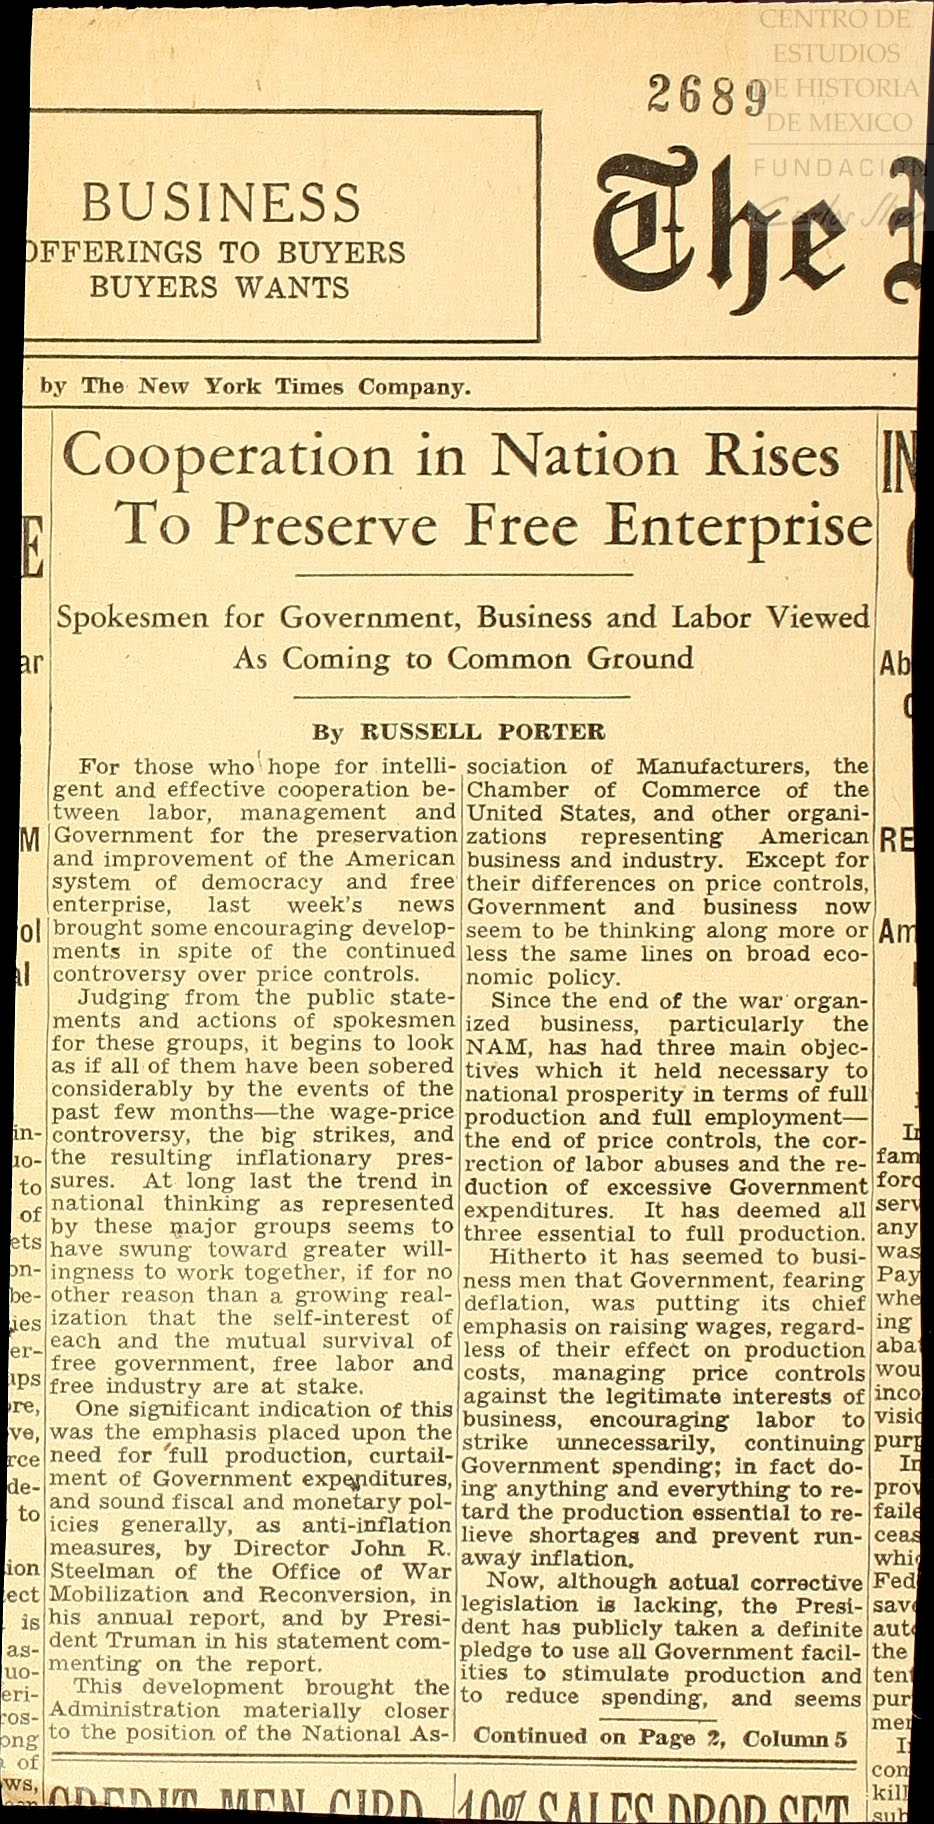 CENTRO DE
ESTUDIOS
DE HISTORIA
DE MEXICO
FUNDACIÓN
Carlos Slim
2689
BUSINESS
OFFERINGS TO BUYERS
BUYERS WANTS
The
by The New York Times Company.
Cooperation in Nation Rises
To Preserve Free Enterprise
Spokesmen for Government, Business and Labor Viewed
As Coming to Common Ground
By RUSSELL PORTER
For those who hope for intelli-
gent and effective cooperation be-
tween labor, management and
Government for the preservation
and improvement of the American
system of democracy and free
enterprise, last week's news
brought some encouraging develop-
ments in spite of the continued
controversy over price controls.
Judging from the public state-
ments and actions of spokesmen
for these groups, it begins to look
as if all of them have been sobered
considerably by the events of the
past few months—the wage-price
controversy, the big strikes, and
the resulting inflationary pres-
sures. At long last the trend in
national thinking as represented
by these major groups seems to
have swung toward greater will-
ingness to work together, if for no
other reason than a growing real-
ization that the self-interest of
each and the mutual survival of
free government, free labor and
free industry are at stake.
One significant indication of this
was the emphasis placed upon the
need for full production, curtail-
ment of Government expenditures,
and sound fiscal and monetary pol-
icies generally, as anti-inflation
measures, by Director John R.
Steelman of the Office of War
Mobilization and Reconversion, in
his annual report, and by Presi-
dent Truman in his statement com-
menting on the report.
This development brought the
Administration materially closer
to the position of the National As-
sociation of Manufacturers, the
Chamber of Commerce of the
United States, and other organi-
zations representing American
business and industry. Except for
their differences on price controls,
Government and business now
seem to be thinking along more or
less the same lines on broad eco-
nomic policy.
Since the end of the war organ-
ized business, particularly the
NAM, has had three main objec-
tives which it held necessary to
national prosperity in terms of full
production and full employment—
the end of price controls, the cor-
rection of labor abuses and the re-
duction of excessive Government
expenditures. It has deemed all
three essential to full production.
Hitherto it has seemed to busi-
ness men that Government, fearing
deflation, was putting its chief
emphasis on raising wages, regard-
less of their effect on production
costs, managing price controls
against the legitimate interests of
business, encouraging labor to
strike unnecessarily, continuing
Government spending; in fact do-
ing anything and everything to re-
tard the production essential to re-
lieve shortages and prevent run-
away inflation.
Now, although actual corrective
legislation is lacking, the Presi-
dent has publicly taken a definite
pledge to use all Government facil-
ities to stimulate production and
to reduce spending, and seems
Continued on Page 2, Column 5
CREDIT MEN GIRD
10% SALES DROP SET